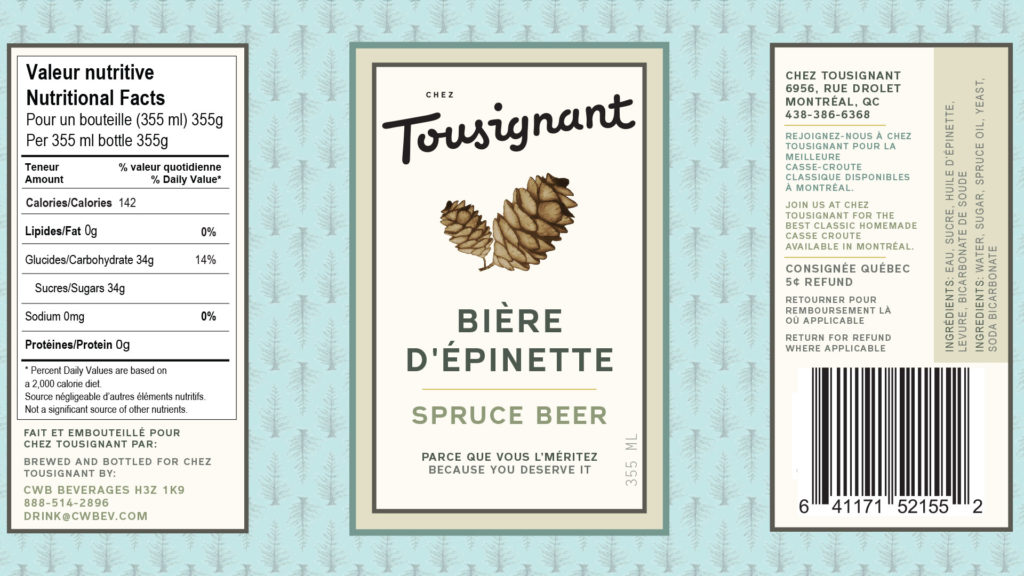 Valeur nutritive
Nutritional Facts
Pour un bouteille (355 ml) 355g
Per 355 ml bottle 355g
Teneur % valeur quotidienne
Amount % Daily Value*
Calories/Calories 142
Lipides/Fat 0g 0%
Glucides/Carbohydrate 34g 14%
Sucres/Sugars 34g
Sodium 0mg 0%
Protéines/Protein 0g
* Percent Daily Values are based on
a 2,000 calorie diet.
Source négligeable d'autres éléments nutritifs.
Not a significant source of other nutrients.
FAIT ET EMBOUTEILLÉ POUR
CHEZ TOUSIGNANT PAR:
BREWED AND BOTTLED FOR CHEZ
TOUSIGNANT BY:
CWB BEVERAGES H3Z 1K9
888-514-2896
DRINK@CWBEV.COM
CHEZ
Tousignant
BIÈRE
D'ÉPINETTE
SPRUCE BEER
PARCE QUE VOUS L'MÉRITEZ
BECAUSE YOU DESERVE IT
355 ML
CHEZ TOUSIGNANT
6956, RUE DROLET
MONTRÉAL, QC
438-386-6368
REJOIGNEZ-NOUS À CHEZ
TOUSIGNANT POUR LA
MEILLEURE
CASSE-CROUTE
CLASSIQUE DISPONIBLES
À MONTRÉAL.
JOIN US AT CHEZ
TOUSIGNANT FOR THE
BEST CLASSIC HOMEMADE
CASSE CROUTE
AVAILABLE IN MONTRÉAL.
CONSIGNÉE QUÉBEC
5¢ REFUND
RETOURNER POUR
REMBOURSEMENT LÀ
OÙ APPLICABLE
RETURN FOR REFUND
WHERE APPLICABLE
INGRÉDIENTS: EAU, SUCRE, HUILE D'ÉPINETTE,
LEVURE, BICARBONATE DE SOUDE
INGREDIENTS: WATER, SUGAR, SPRUCE OIL, YEAST,
SODA BICARBONATE
6 41171 52155 2